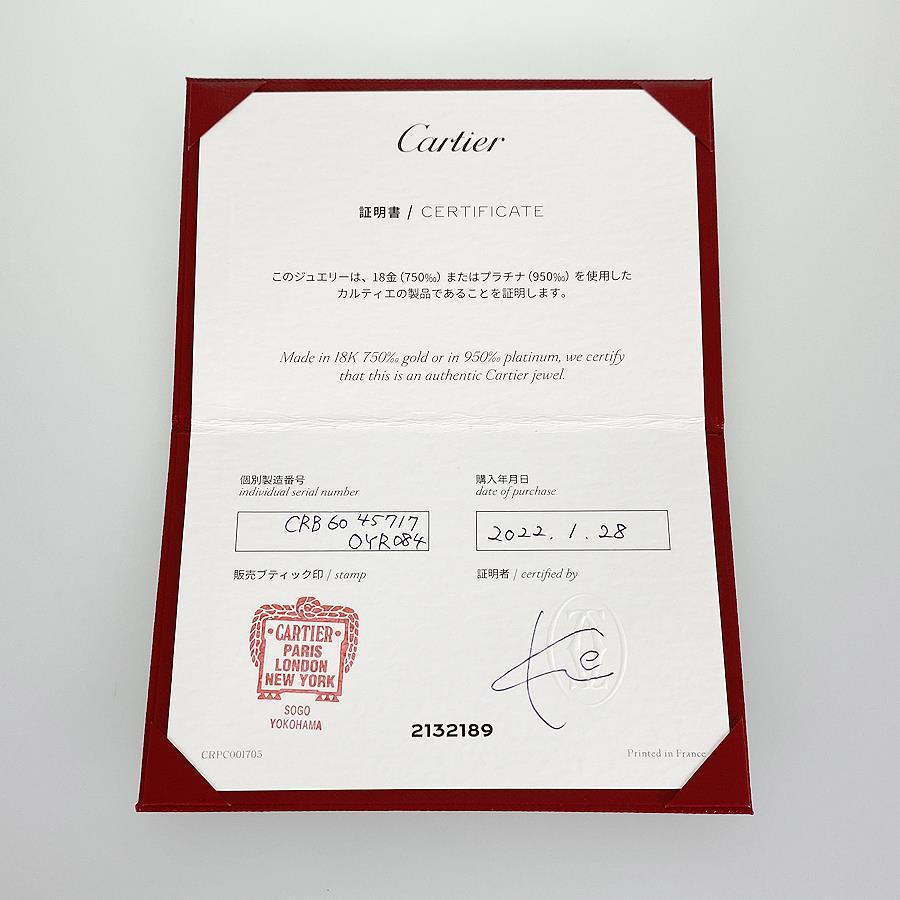 Cartier
証明書 / CERTIFICATE
このジュエリーは、18金（750‰）またはプラチナ（950‰）を使用した
カルティエの製品であることを証明します。
Made in 18K 750‰ gold or in 950‰ platinum, we certify
that this is an authentic Cartier jewel.
個別製造番号
individual serial number
CRB60 45717
OYR084
購入年月日
date of purchase
2022.1.28
販売ブティック印 / stamp
証明者 / certified by
CARTIER
PARIS
LONDON
NEW YORK
SOGO
YOKOHAMA
2132189
CRPC001705
Printed in France